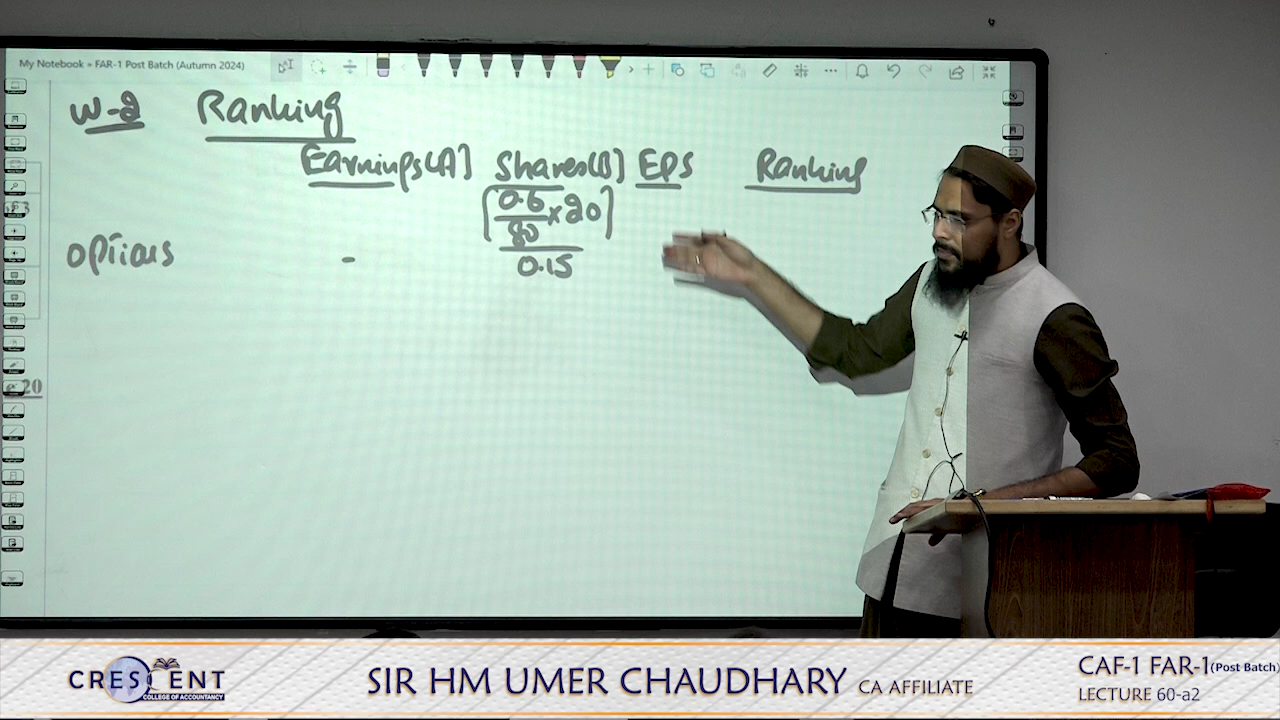 My Notebook » FAR-1 Post Batch (Autumn 2024)
W-2 Ranking
Earnings(A) Shares(B) EPS Ranking
[0.6/80 × 20]
options - 0.15
20
CRESCENT
COLLEGE OF ACCOUNTANCY
SIR HM UMER CHAUDHARY CA AFFILIATE
CAF-1 FAR-1 (Post Batch)
LECTURE 60-a2